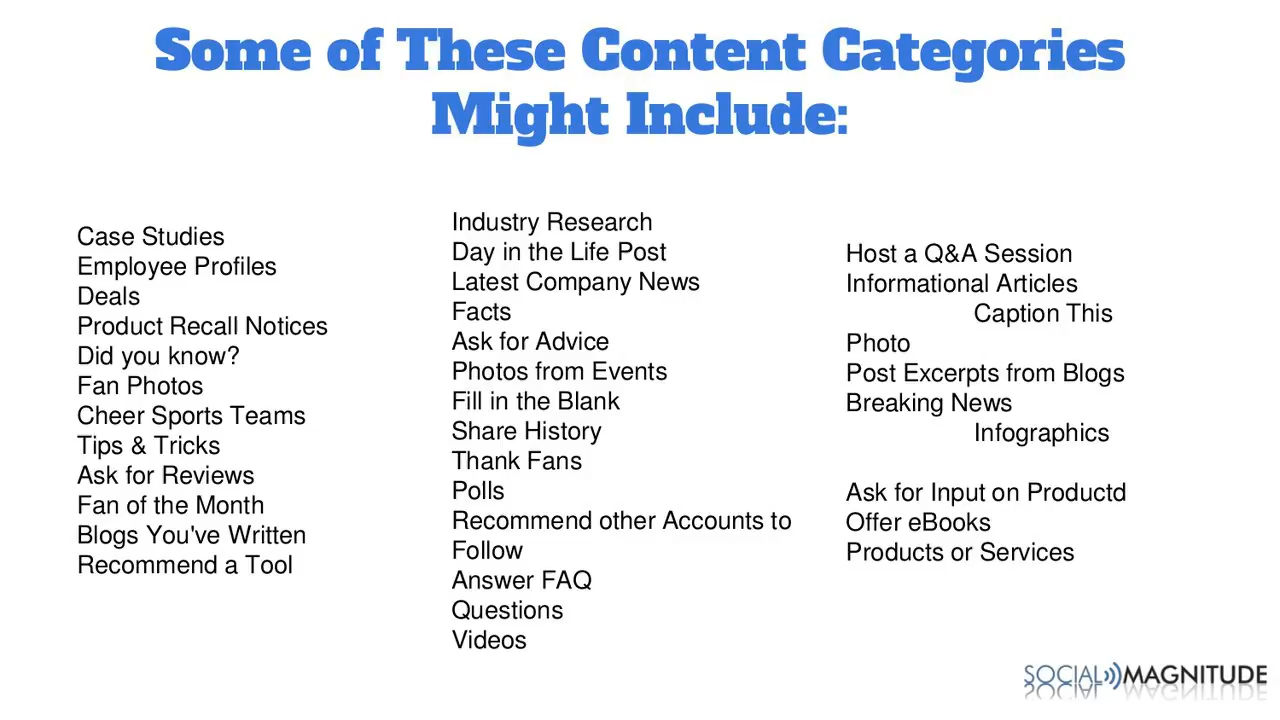 Some of These Content Categories
Might Include:
Case Studies
Employee Profiles
Deals
Product Recall Notices
Did you know?
Fan Photos
Cheer Sports Teams
Tips & Tricks
Ask for Reviews
Fan of the Month
Blogs You've Written
Recommend a Tool
Industry Research
Day in the Life Post
Latest Company News
Facts
Ask for Advice
Photos from Events
Fill in the Blank
Share History
Thank Fans
Polls
Recommend other Accounts to
Follow
Answer FAQ
Questions
Videos
Host a Q&A Session
Informational Articles
Caption This
Photo
Post Excerpts from Blogs
Breaking News
Infographics
Ask for Input on Productd
Offer eBooks
Products or Services
SOCIAL MAGNITUDE